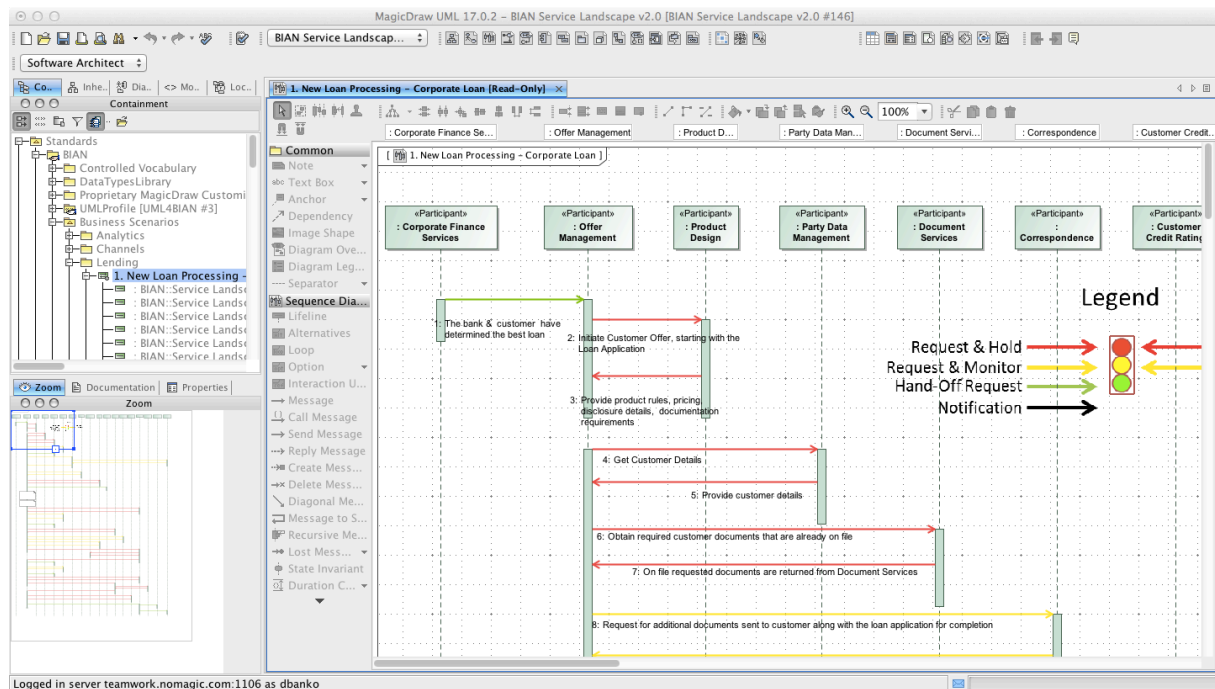 MagicDraw UML 17.0.2 – BIAN Service Landscape v2.0 [BIAN Service Landscape v2.0 #146]
BIAN Service Landscap...
Software Architect
Co..
Inhe..
Dia..
<> Mo..
Loc..
Containment
Standards
BIAN
Controlled Vocabulary
DataTypesLibrary
Proprietary MagicDraw Customi
UMLProfile [UML4BIAN #3]
Business Scenarios
Analytics
Channels
Lending
1. New Loan Processing –
: BIAN::Service Landsc
: BIAN::Service Landsc
: BIAN::Service Landsc
: BIAN::Service Landsc
: BIAN::Service Landsc
: BIAN::Service Landsc
Zoom
Documentation
Properties
Zoom
1. New Loan Processing – Corporate Loan [Read-Only]
100%
Common
Note
abc Text Box
Anchor
Dependency
Image Shape
Diagram Ove...
Diagram Leg...
Separator
Sequence Dia...
Lifeline
Alternatives
Loop
Option
Interaction U...
Message
Call Message
Send Message
Reply Message
Create Mess...
Delete Mess...
Diagonal Me...
Message to S...
Recursive Me...
Lost Mess...
State Invariant
Duration C...
: Corporate Finance Se...
: Offer Management
: Product D...
: Party Data Man...
: Document Servi...
: Correspondence
: Customer Credit..
[ 1. New Loan Processing – Corporate Loan ]
«Participant»
: Corporate Finance
Services
«Participant»
: Offer
Management
«Participant»
: Product
Design
«Participant»
: Party Data
Management
«Participant»
: Document
Services
«Participant»
:
Correspondence
«Participant»
: Customer
Credit Rating
1: The bank & customer have
determined the best loan
2: Initiate Customer Offer, starting with the
Loan Application
3: Provide product rules, pricing,
disclosure details, documentation
requirements
4: Get Customer Details
5: Provide customer details
6: Obtain required customer documents that are already on file
7: On file requested documents are returned from Document Services
8: Request for additional documents sent to customer along with the loan application for completion
Legend
Request & Hold
Request & Monitor
Hand-Off Request
Notification
Logged in server teamwork.nomagic.com:1106 as dbanko